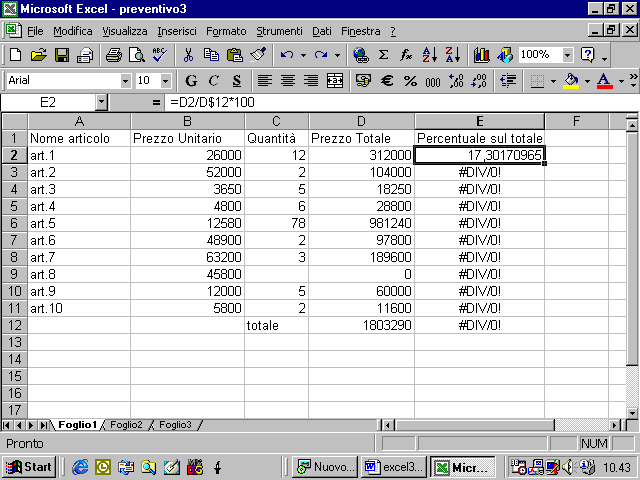 Microsoft Excel - preventivo3
File Modifica Visualizza Inserisci Formato Strumenti Dati Finestra ?
100%
Arial 10 G C S € % 000
E2 = =D2/D$12*100
A B C D E F
1 Nome articolo Prezzo Unitario Quantità Prezzo Totale Percentuale sul totale
2 art.1 26000 12 312000 17,30170965
3 art.2 52000 2 104000 #DIV/0!
4 art.3 3650 5 18250 #DIV/0!
5 art.4 4800 6 28800 #DIV/0!
6 art.5 12580 78 981240 #DIV/0!
7 art.6 48900 2 97800 #DIV/0!
8 art.7 63200 3 189600 #DIV/0!
9 art.8 45800 0 #DIV/0!
10 art.9 12000 5 60000 #DIV/0!
11 art.10 5800 2 11600 #DIV/0!
12 totale 1803290 #DIV/0!
13
14
15
16
17
Foglio1 Foglio2 Foglio3
Pronto NUM
Start Nuovo... excel3... Micr... 10.43